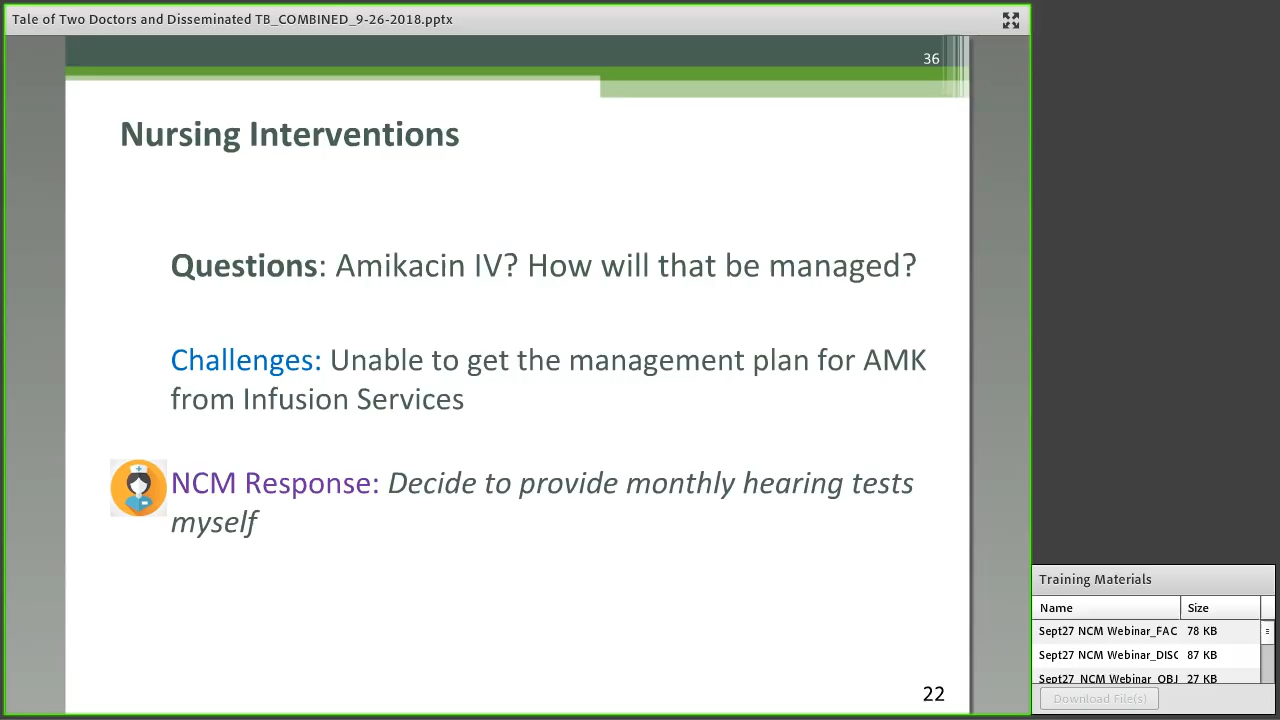 Tale of Two Doctors and Disseminated TB_COMBINED_9-26-2018.pptx
36
Nursing Interventions
Questions: Amikacin IV? How will that be managed?
Challenges: Unable to get the management plan for AMK
from Infusion Services
NCM Response: Decide to provide monthly hearing tests
myself
22
Training Materials
Name Size
Sept27 NCM Webinar_FAC 78 KB
Sept27 NCM Webinar_DISC 87 KB
Sept27 NCM Webinar_OBJ 27 KB
Download File(s)